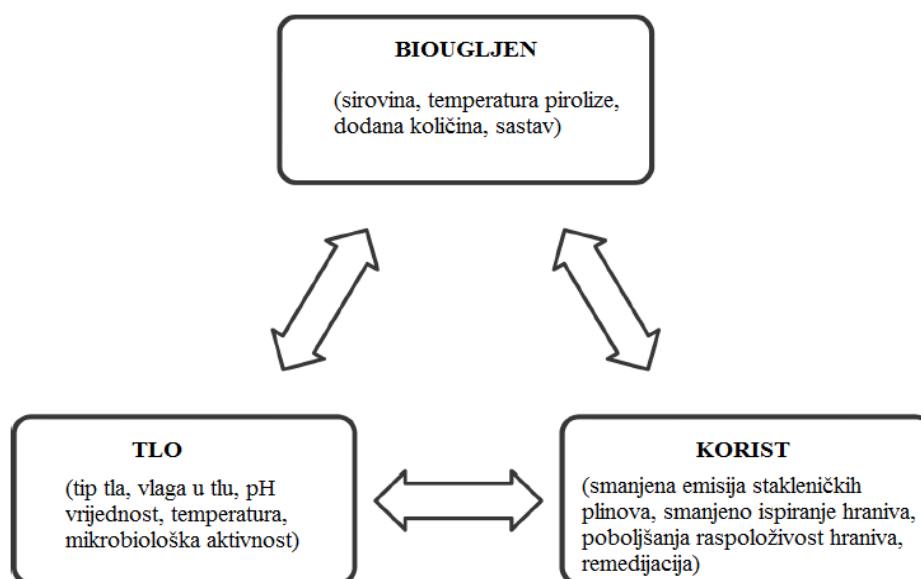 BIOUGLJEN
(sirovina, temperatura pirolize,
dodana količina, sastav)
TLO
(tip tla, vlaga u tlu, pH
vrijednost, temperatura,
mikrobiološka aktivnost)
KORIST
(smanjena emisija stakleničkih
plinova, smanjeno ispiranje hraniva,
poboljšanja raspoloživost hraniva,
remedijacija)